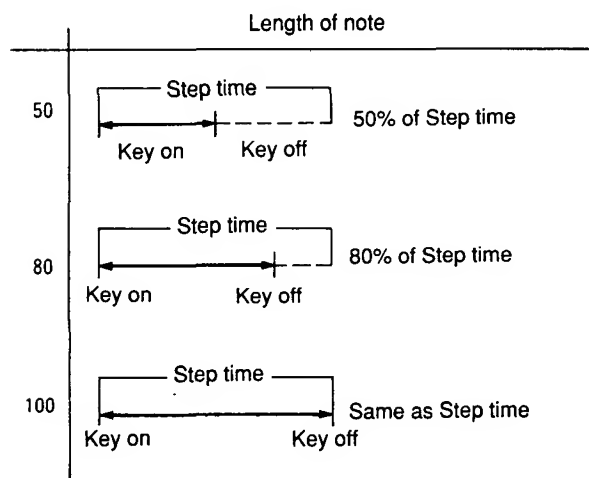 Length of note
Step time
50
50% of Step time
Key on Key off
Step time
80
80% of Step time
Key on Key off
Step time
100
Same as Step time
Key on Key off